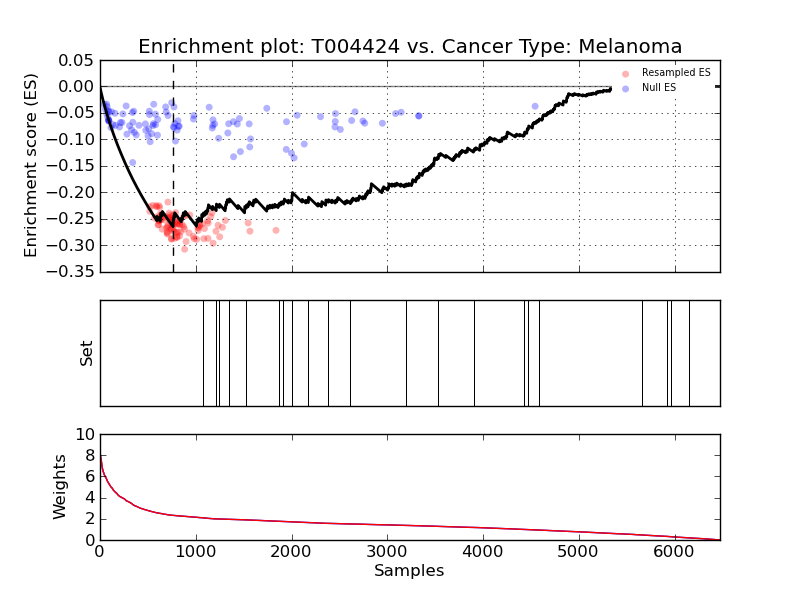 Enrichment plot: T004424 vs. Cancer Type: Melanoma
Enrichment score (ES)
0.05
0.00
−0.05
−0.10
−0.15
−0.20
−0.25
−0.30
−0.35
Resampled ES
Null ES
Set
Weights
10
8
6
4
2
0
0 1000 2000 3000 4000 5000 6000
Samples